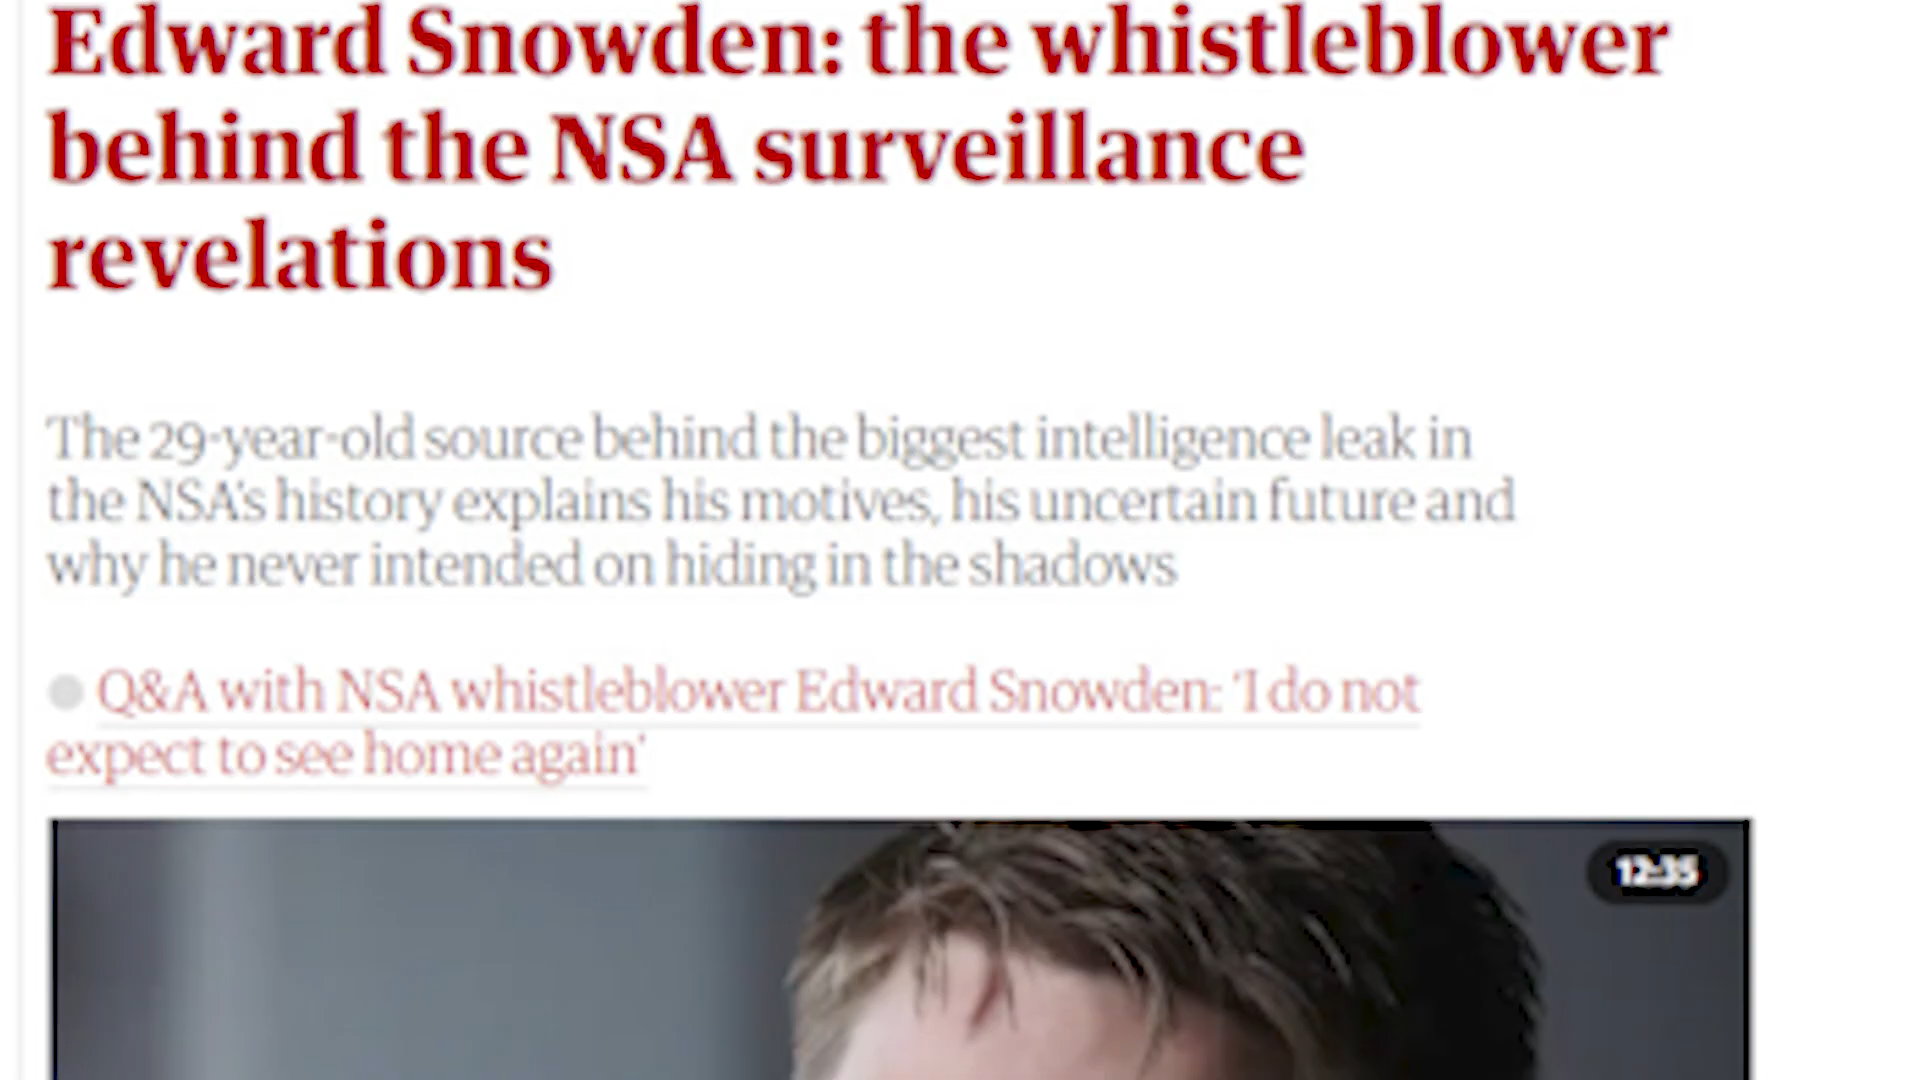 Edward Snowden: the whistleblower
behind the NSA surveillance
revelations
The 29-year-old source behind the biggest intelligence leak in
the NSA's history explains his motives, his uncertain future and
why he never intended on hiding in the shadows
Q&A with NSA whistleblower Edward Snowden: 'I do not
expect to see home again'
12:35